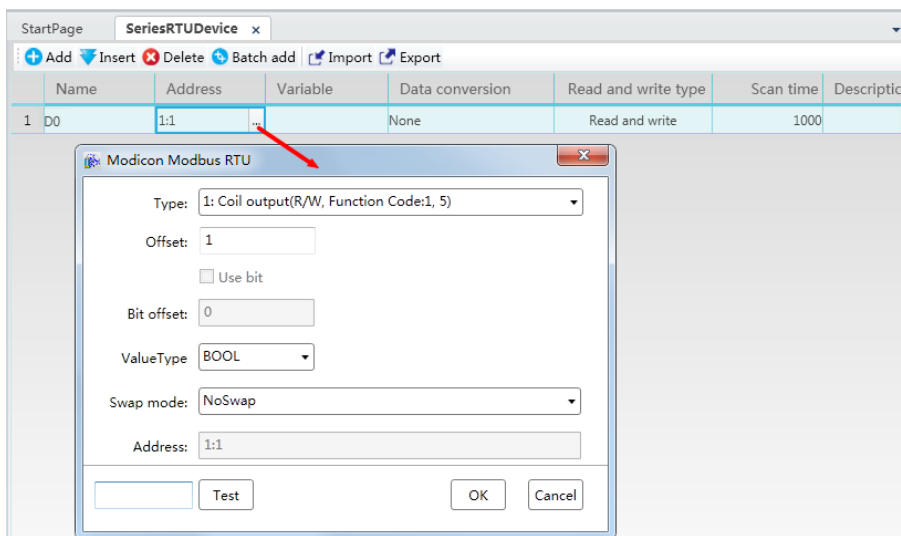 StartPage SeriesRTUDevice x
Add Insert Delete Batch add Import Export
Name Address Variable Data conversion Read and write type Scan time Descriptic
1 D0 1:1 ... None Read and write 1000
Modicon Modbus RTU
Type: 1: Coil output(R/W, Function Code:1, 5)
Offset: 1
Use bit
Bit offset: 0
ValueType BOOL
Swap mode: NoSwap
Address: 1:1
Test OK Cancel